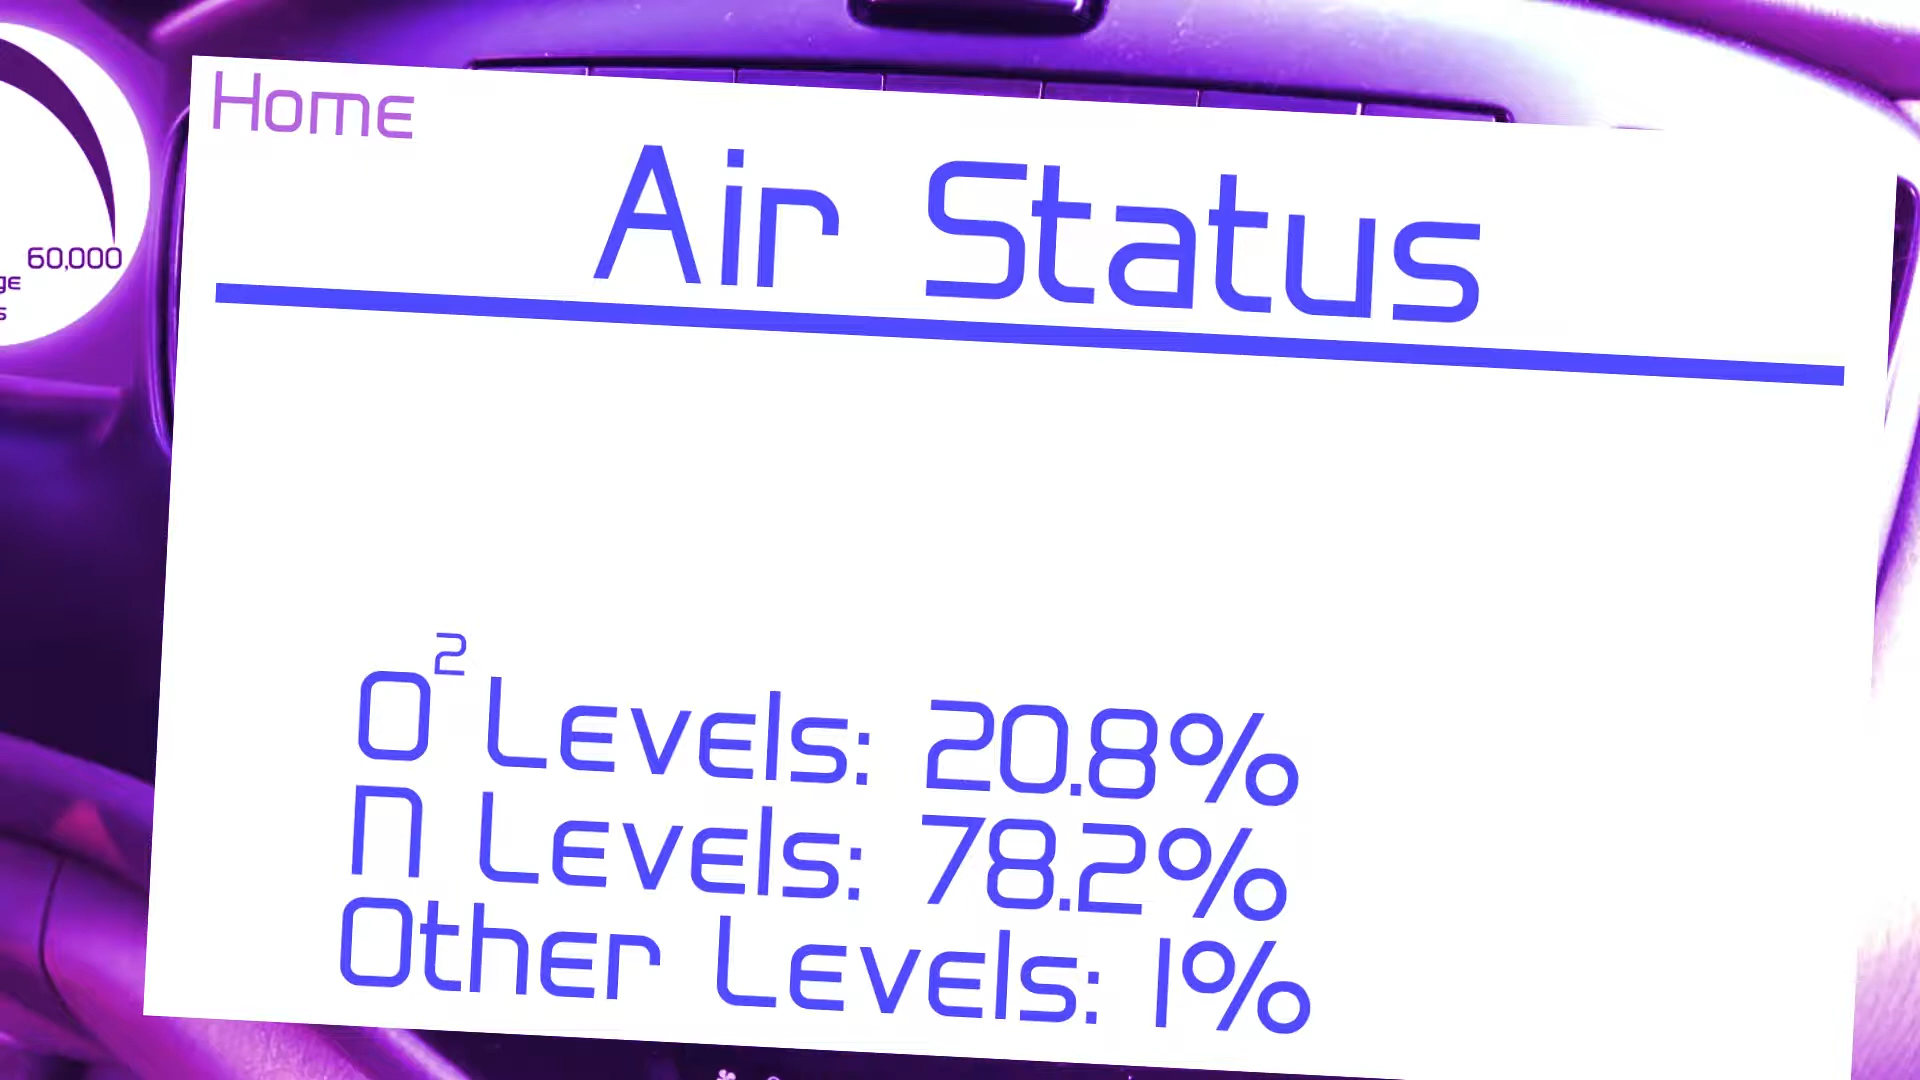 Home
Air Status
60,000
O² Levels: 20.8%
N Levels: 78.2%
Other Levels: 1%